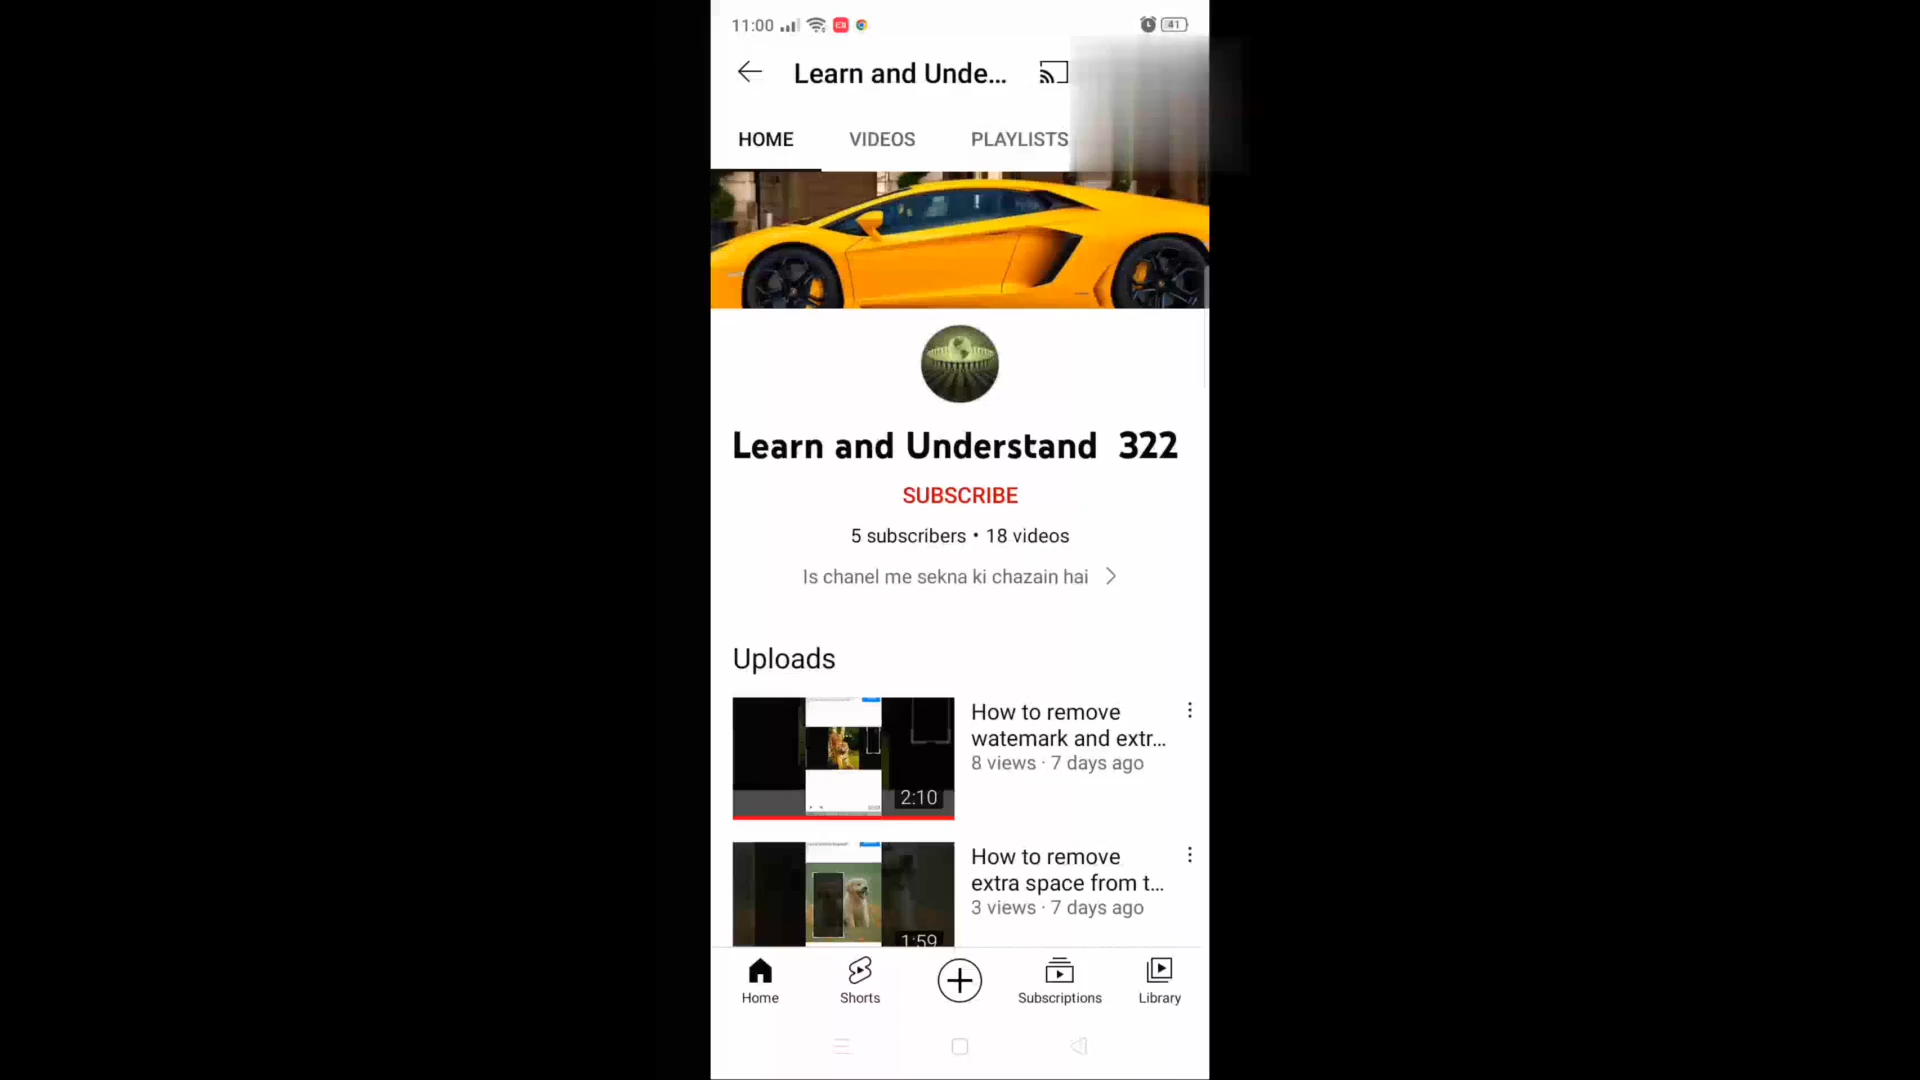 11:00
41
Learn and Unde...
HOME VIDEOS PLAYLISTS
Learn and Understand 322
SUBSCRIBE
5 subscribers • 18 videos
Is chanel me sekna ki chazain hai
Uploads
How to remove
watemark and extr...
8 views · 7 days ago
2:10
How to remove
extra space from t...
3 views · 7 days ago
1:59
Home Shorts Subscriptions Library